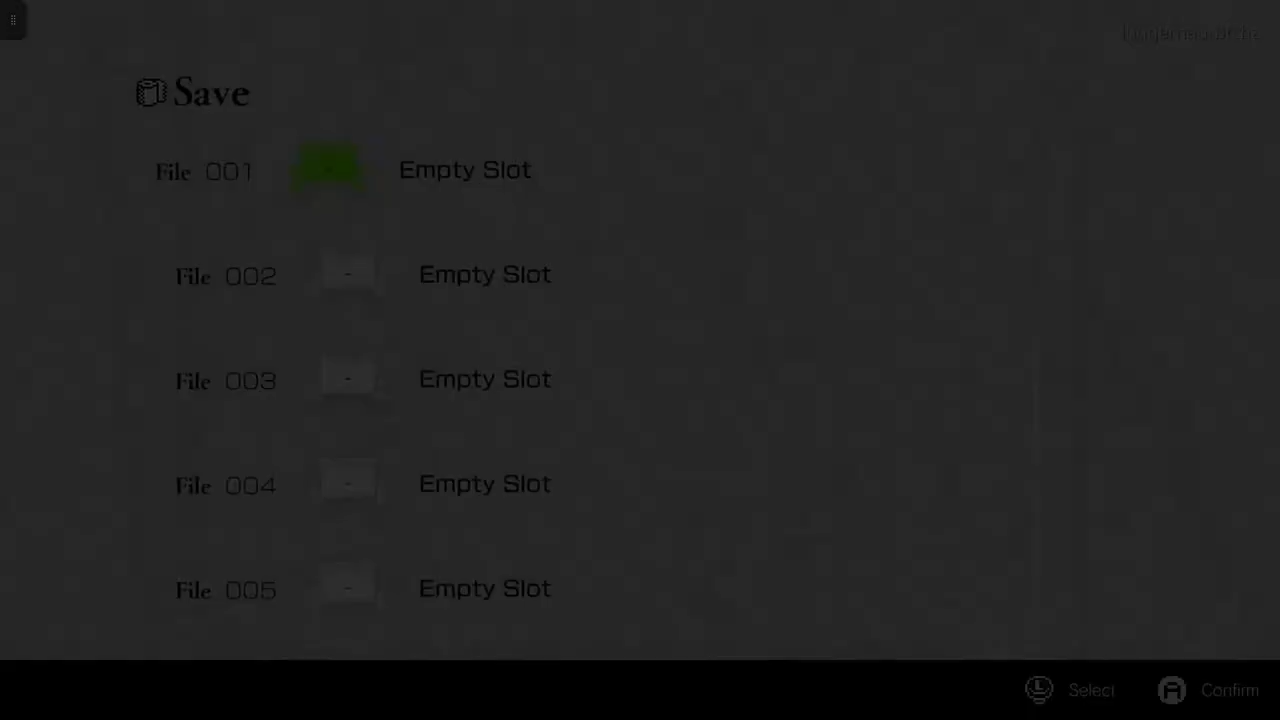 Save
File 001 - Empty Slot
File 002 - Empty Slot
File 003 - Empty Slot
File 004 - Empty Slot
File 005 - Empty Slot
L Select A Confirm